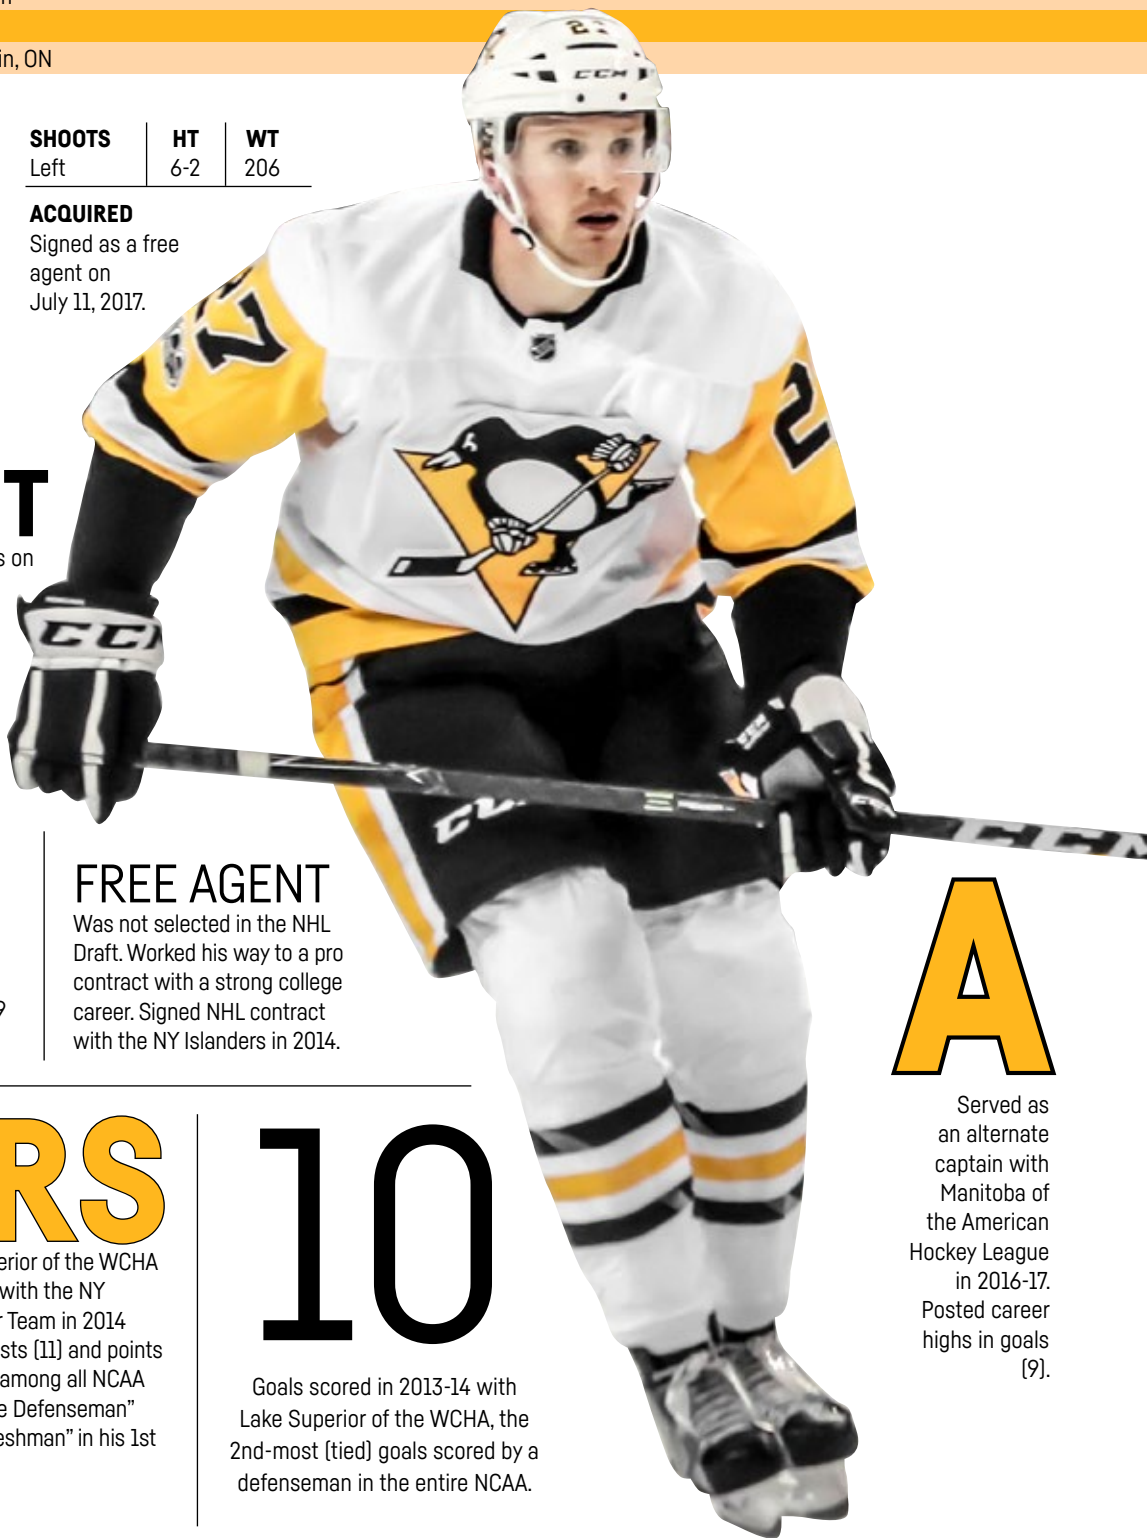 in, ON
SHOOTS HT WT
Left 6-2 206
ACQUIRED
Signed as a free
agent on
July 11, 2017.
27
2
CCM
T
s on
CCM
FREE AGENT
Was not selected in the NHL
Draft. Worked his way to a pro
contract with a strong college
career. Signed NHL contract
with the NY Islanders in 2014.
9
A
Served as
an alternate
captain with
Manitoba of
the American
Hockey League
in 2016-17.
Posted career
highs in goals
(9).
RS
erior of the WCHA
with the NY
r Team in 2014
sts (11) and points
among all NCAA
e Defenseman”
eshman” in his 1st
10
Goals scored in 2013-14 with
Lake Superior of the WCHA, the
2nd-most (tied) goals scored by a
defenseman in the entire NCAA.